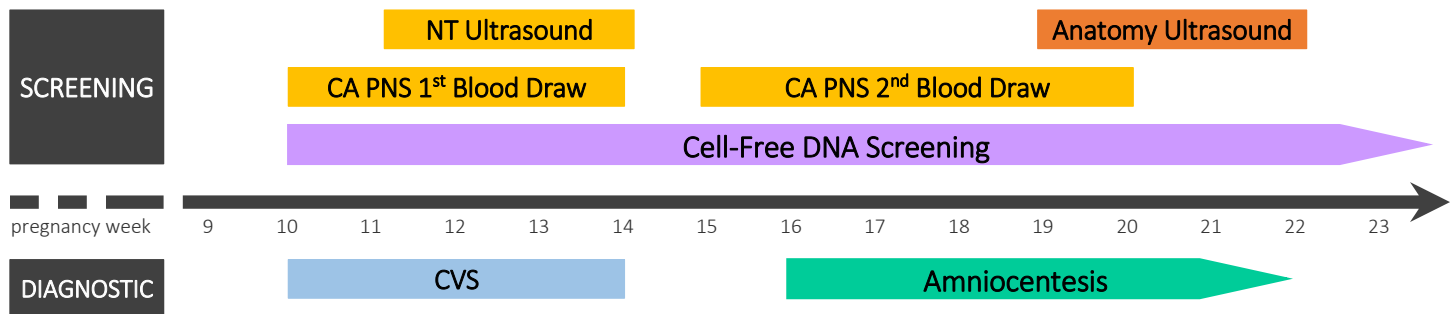 SCREENING
NT Ultrasound
Anatomy Ultrasound
CA PNS 1st Blood Draw
CA PNS 2nd Blood Draw
Cell-Free DNA Screening
pregnancy week 9 10 11 12 13 14 15 16 17 18 19 20 21 22 23
DIAGNOSTIC
CVS
Amniocentesis